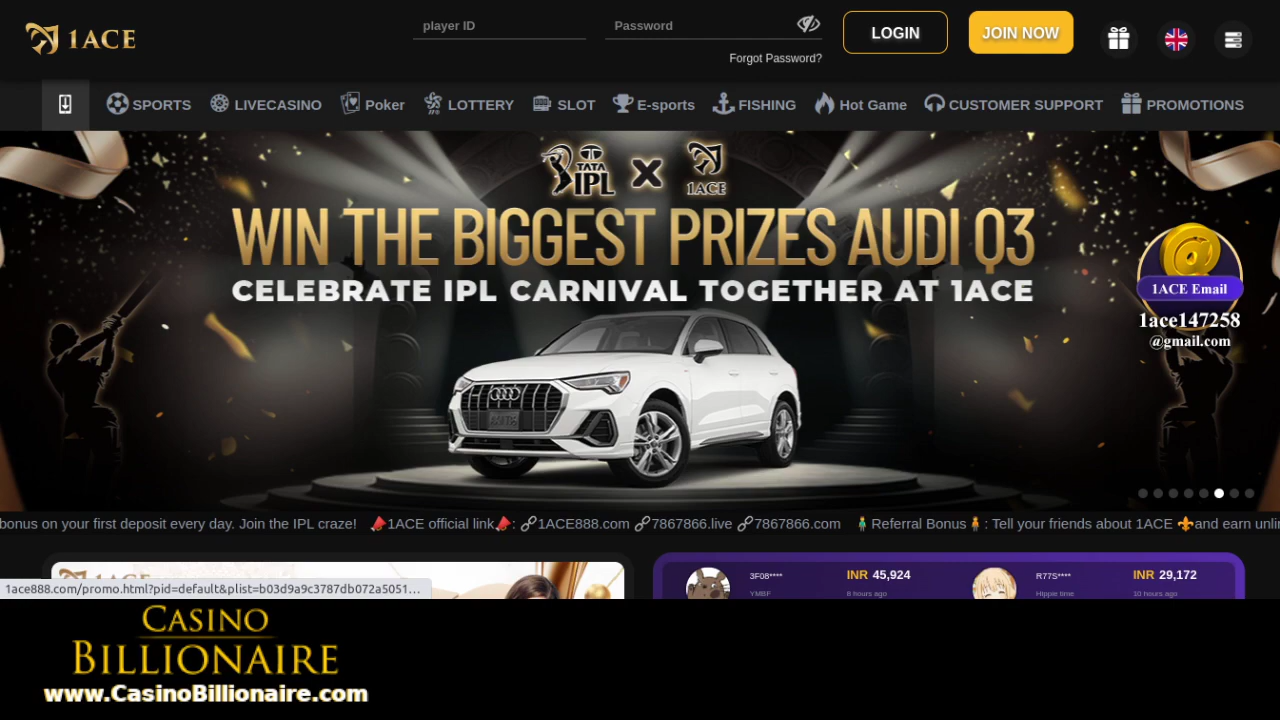 1ACE
player ID
Password
LOGIN
JOIN NOW
Forgot Password?
SPORTS
LIVECASINO
Poker
LOTTERY
SLOT
E-sports
FISHING
Hot Game
CUSTOMER SUPPORT
PROMOTIONS
TATA
IPL
X
1ACE
WIN THE BIGGEST PRIZES AUDI Q3
CELEBRATE IPL CARNIVAL TOGETHER AT 1ACE
1ACE Email
1ace147258
@gmail.com
bonus on your first deposit every day. Join the IPL craze! 1ACE official link : 1ACE888.com 7867866.live 7867866.com Referral Bonus : Tell your friends about 1ACE and earn unli
3F08****
INR 45,924
R77S****
INR 29,172
YMBF
8 hours ago
Hippie time
10 hours ago
1ace888.com/promo.html?pid=default&plist=b03d9a9c3787db072a5051…
CASINO
BILLIONAIRE
www.CasinoBillionaire.com